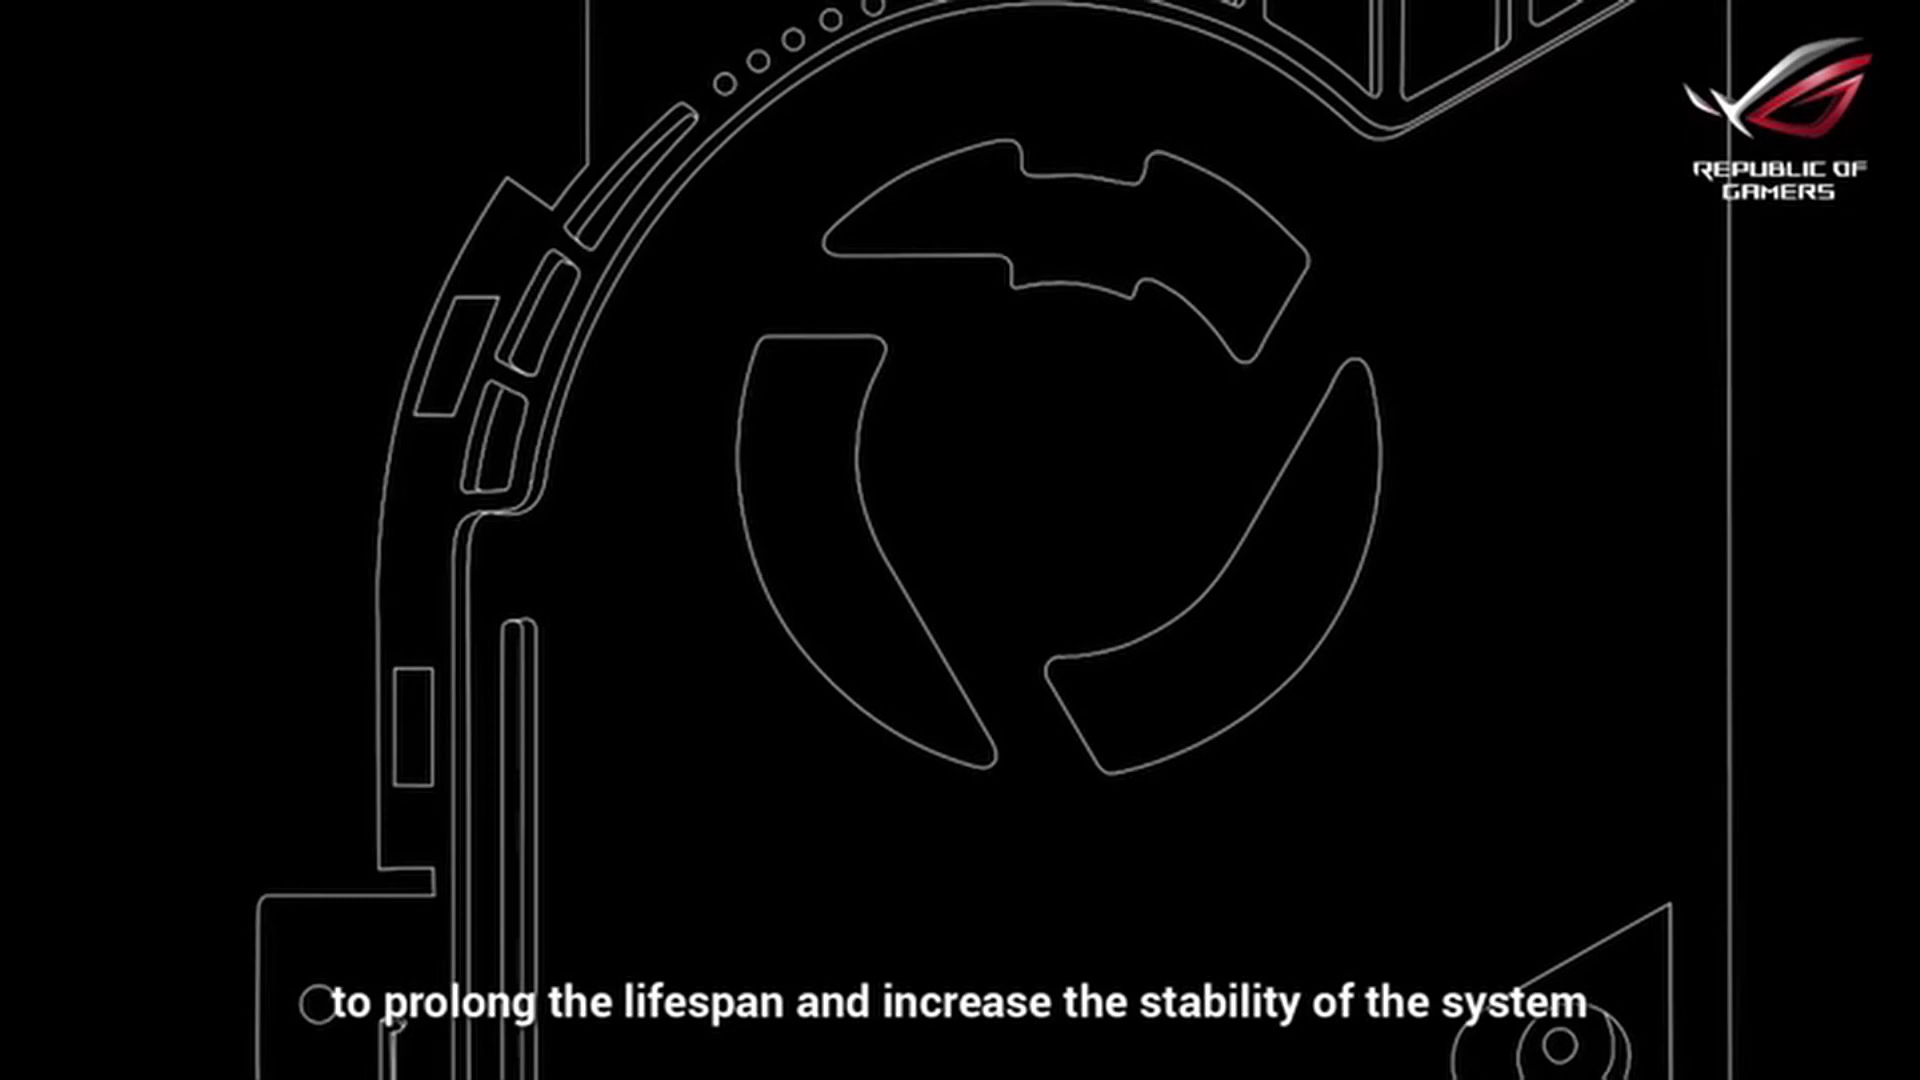 REPUBLIC OF
GAMERS
to prolong the lifespan and increase the stability of the system